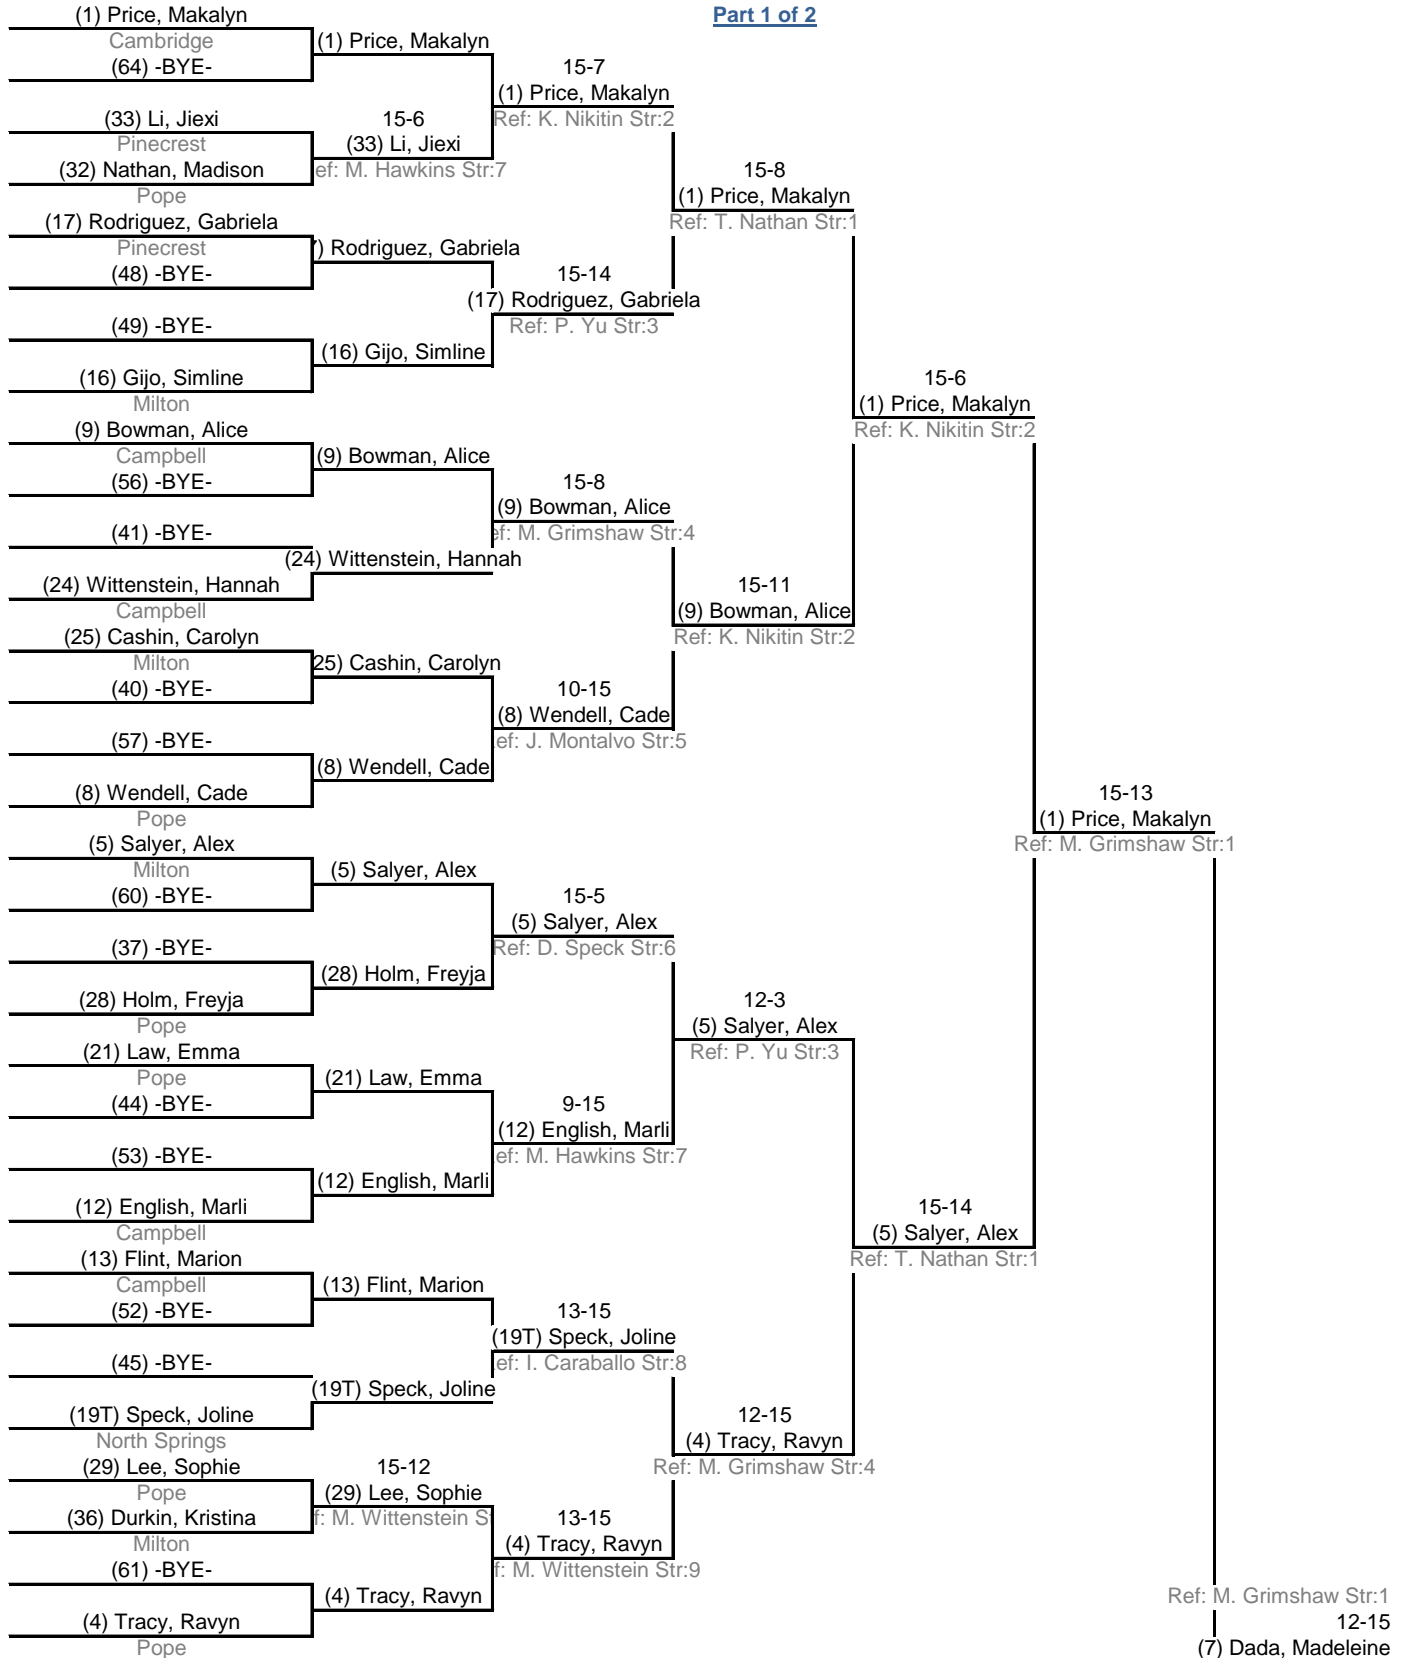 Part 1 of 2
(1) Price, Makalyn
Cambridge
(64) -BYE-
(33) Li, Jiexi
Pinecrest
(32) Nathan, Madison
Pope
(17) Rodriguez, Gabriela
Pinecrest
(48) -BYE-
(49) -BYE-
(16) Gijo, Simline
Milton
(9) Bowman, Alice
Campbell
(56) -BYE-
(41) -BYE-
(24) Wittenstein, Hannah
Campbell
(25) Cashin, Carolyn
Milton
(40) -BYE-
(57) -BYE-
(8) Wendell, Cade
Pope
(5) Salyer, Alex
Milton
(60) -BYE-
(37) -BYE-
(28) Holm, Freyja
Pope
(21) Law, Emma
Pope
(44) -BYE-
(53) -BYE-
(12) English, Marli
Campbell
(13) Flint, Marion
Campbell
(52) -BYE-
(45) -BYE-
(19T) Speck, Joline
North Springs
(29) Lee, Sophie
Pope
(36) Durkin, Kristina
Milton
(61) -BYE-
(4) Tracy, Ravyn
Pope
(1) Price, Makalyn
15-6
(33) Li, Jiexi
ef: M. Hawkins Str:7
7) Rodriguez, Gabriela
(16) Gijo, Simline
(9) Bowman, Alice
(24) Wittenstein, Hannah
25) Cashin, Carolyn
(8) Wendell, Cade
(5) Salyer, Alex
(28) Holm, Freyja
(21) Law, Emma
(12) English, Marli
(13) Flint, Marion
(19T) Speck, Joline
15-12
(29) Lee, Sophie
f: M. Wittenstein S
(4) Tracy, Ravyn
15-7
(1) Price, Makalyn
Ref: K. Nikitin Str:2
15-14
(17) Rodriguez, Gabriela
Ref: P. Yu Str:3
15-8
(9) Bowman, Alice
ef: M. Grimshaw Str:4
10-15
(8) Wendell, Cade
ef: J. Montalvo Str:5
15-5
(5) Salyer, Alex
Ref: D. Speck Str:6
9-15
(12) English, Marli
ef: M. Hawkins Str:7
13-15
(19T) Speck, Joline
ef: I. Caraballo Str:8
13-15
(4) Tracy, Ravyn
f: M. Wittenstein Str:9
15-8
(1) Price, Makalyn
Ref: T. Nathan Str:1
15-11
(9) Bowman, Alice
Ref: K. Nikitin Str:2
12-3
(5) Salyer, Alex
Ref: P. Yu Str:3
12-15
(4) Tracy, Ravyn
Ref: M. Grimshaw Str:4
15-6
(1) Price, Makalyn
Ref: K. Nikitin Str:2
15-14
(5) Salyer, Alex
Ref: T. Nathan Str:1
15-13
(1) Price, Makalyn
Ref: M. Grimshaw Str:1
Ref: M. Grimshaw Str:1
12-15
(7) Dada, Madeleine